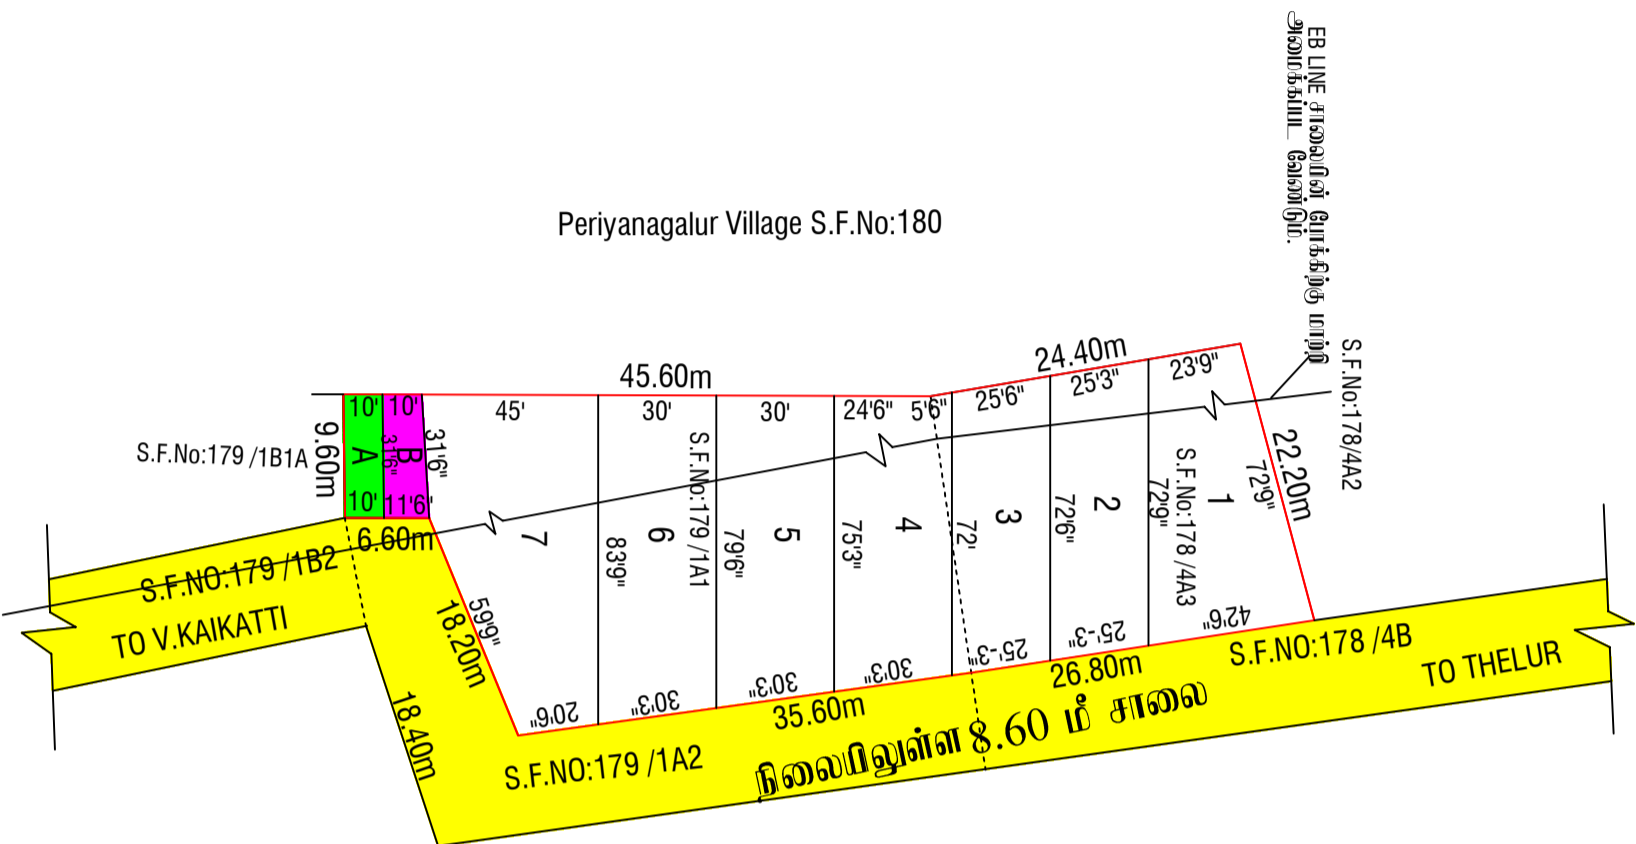 EB LINE சாலையின் போக்கிற்கு மாற்றி
அமைக்கப்பட வேண்டும்.
Periyanagalur Village S.F.No:180
S.F.No:178/4A2
24.40m
45.60m
23'9"
25'3"
25'6"
5'6"
24'6"
30'
30'
45'
10'
10'
S.F.No:179 /1B1A
9.60m
A
31'6"
B
31'6"
10'
11'6"
6.60m
7
83'9"
6
S.F.No:179 /1A1
79'6"
5
75'3"
4
72'
3
72'6"
2
72'9"
S.F.No:178 /4A3
1
72'9"
22.20m
S.F.NO:179 /1B2
TO V.KAIKATTI
18.20m
59'9"
18.40m
20'6"
30'3"
30'3"
30'3"
25'-3"
25'-3"
42'6"
35.60m
26.80m
S.F.NO:178 /4B
TO THELUR
S.F.NO:179 /1A2
நிலையிலுள்ள 8.60 மீ சாலை